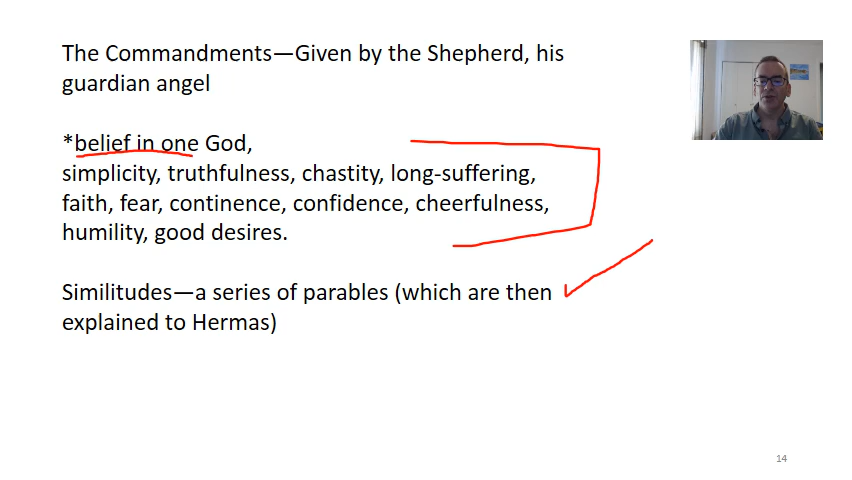 The Commandments—Given by the Shepherd, his
guardian angel
*belief in one God,
simplicity, truthfulness, chastity, long-suffering,
faith, fear, continence, confidence, cheerfulness,
humility, good desires.
Similitudes—a series of parables (which are then
explained to Hermas)
14